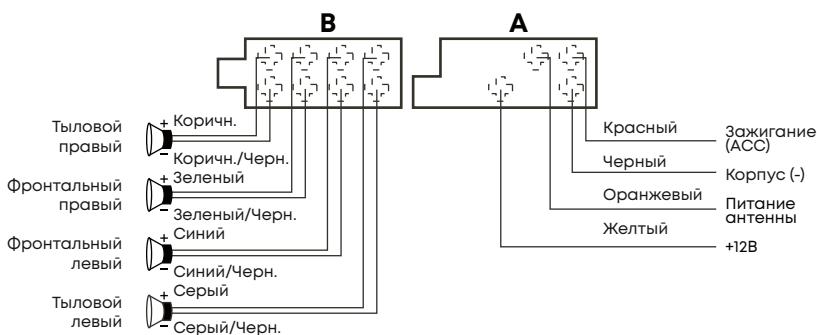 B
A
Тыловой
правый
+ Коричн.
− Коричн./Черн.
Фронтальный
правый
+ Зеленый
− Зеленый/Черн.
Фронтальный
левый
+ Синий
− Синий/Черн.
Тыловой
левый
+ Серый
− Серый/Черн.
Красный
Зажигание
(ACC)
Черный
Корпус (-)
Оранжевый
Питание
антенны
Желтый
+12В